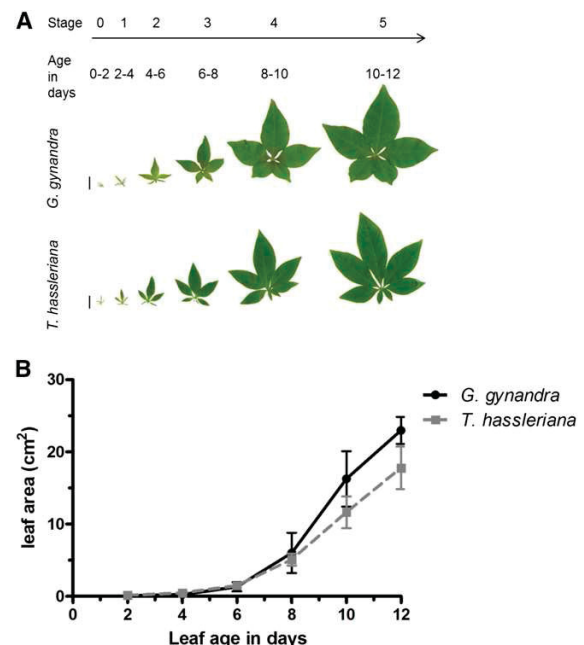 A
Stage 0 1 2 3 4 5
Age in days 0-2 2-4 4-6 6-8 8-10 10-12
G. gynandra
T. hassleriana
B
30
20
10
0
leaf area (cm²)
0 2 4 6 8 10 12
Leaf age in days
G. gynandra
T. hassleriana